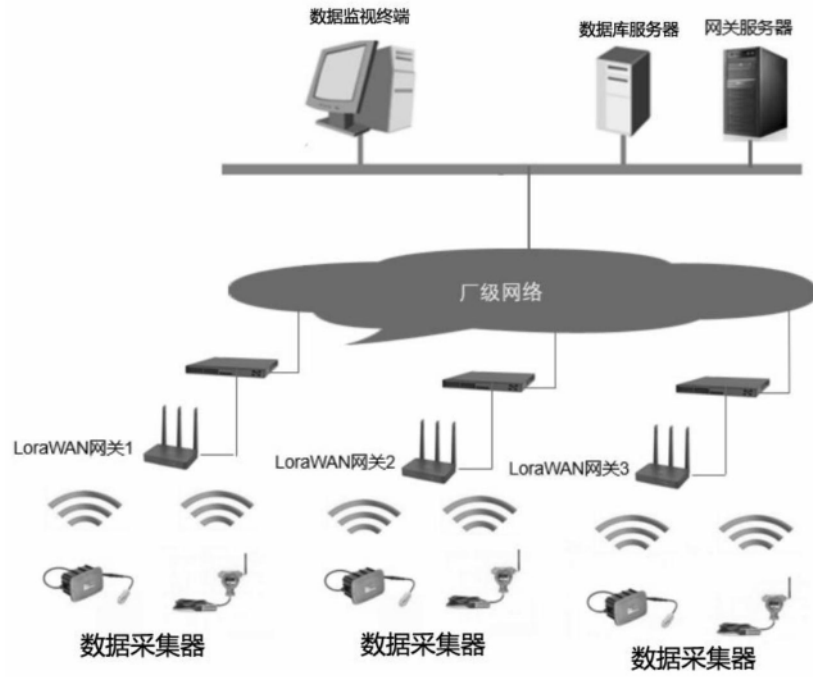 数据监视终端
数据库服务器
网关服务器
厂级网络
LoraWAN网关1
LoraWAN网关2
LoraWAN网关3
数据采集器
数据采集器
数据采集器